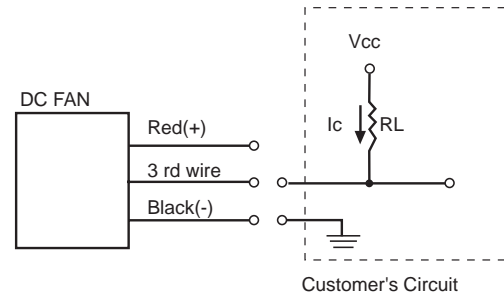 Vcc
DC FAN
Red(+)
Ic
RL
3 rd wire
Black(-)
Customer's Circuit